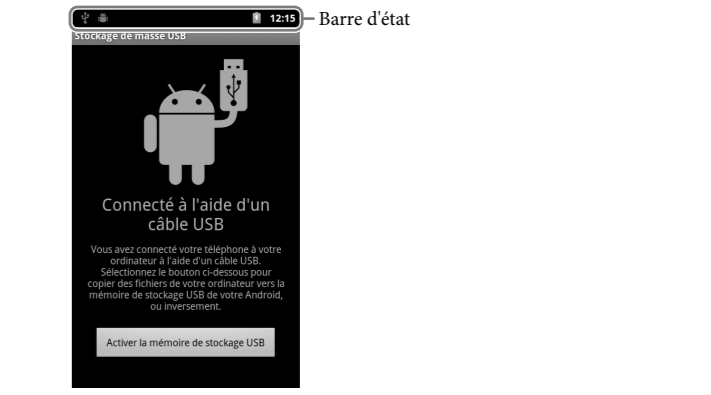 12:15
Barre d'état
Stockage de masse USB
Connecté à l'aide d'un
câble USB
Vous avez connecté votre téléphone à votre
ordinateur à l'aide d'un câble USB.
Sélectionnez le bouton ci-dessous pour
copier des fichiers de votre ordinateur vers la
mémoire de stockage USB de votre Android,
ou inversement.
Activer la mémoire de stockage USB